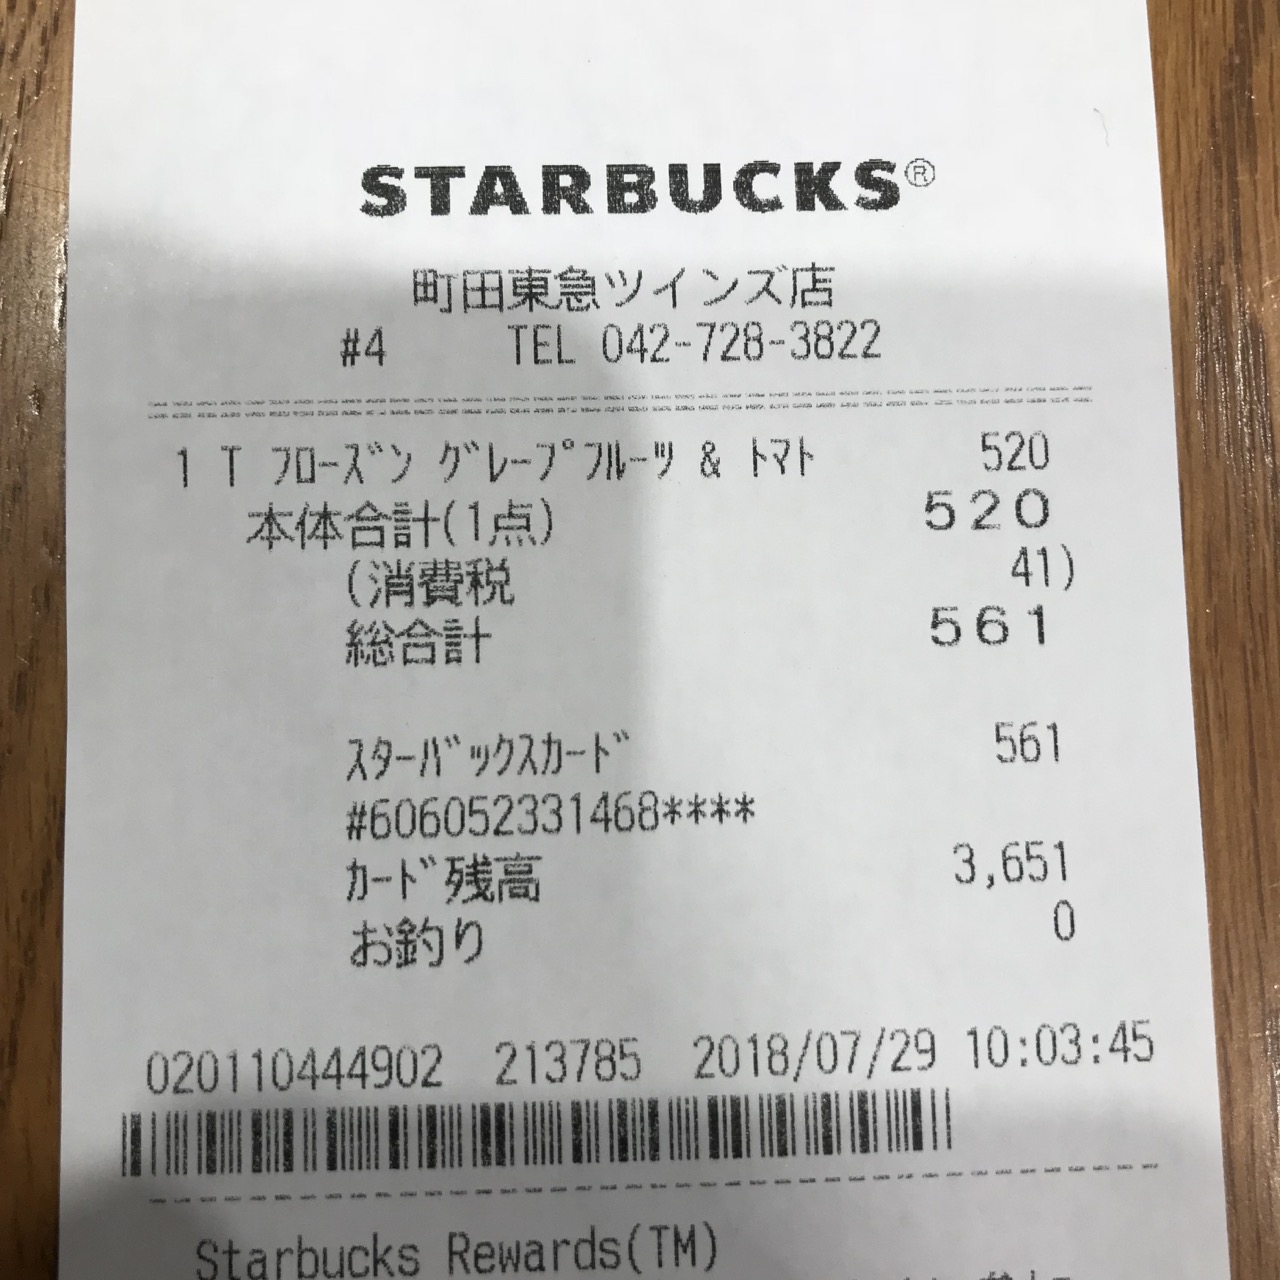 STARBUCKS®
町田東急ツインズ店
#4 TEL 042-728-3822
1 T ﾌﾛｰｽﾞﾝ ｸﾞﾚｰﾌﾟﾌﾙｰﾂ & ﾄﾏﾄ 520
本体合計(1点) 520
(消費税 41)
総合計 561
ｽﾀｰﾊﾞｯｸｽｶｰﾄﾞ 561
#606052331468****
ｶｰﾄﾞ残高 3,651
お釣り 0
020110444902 213785 2018/07/29 10:03:45
Starbucks Rewards(TM)